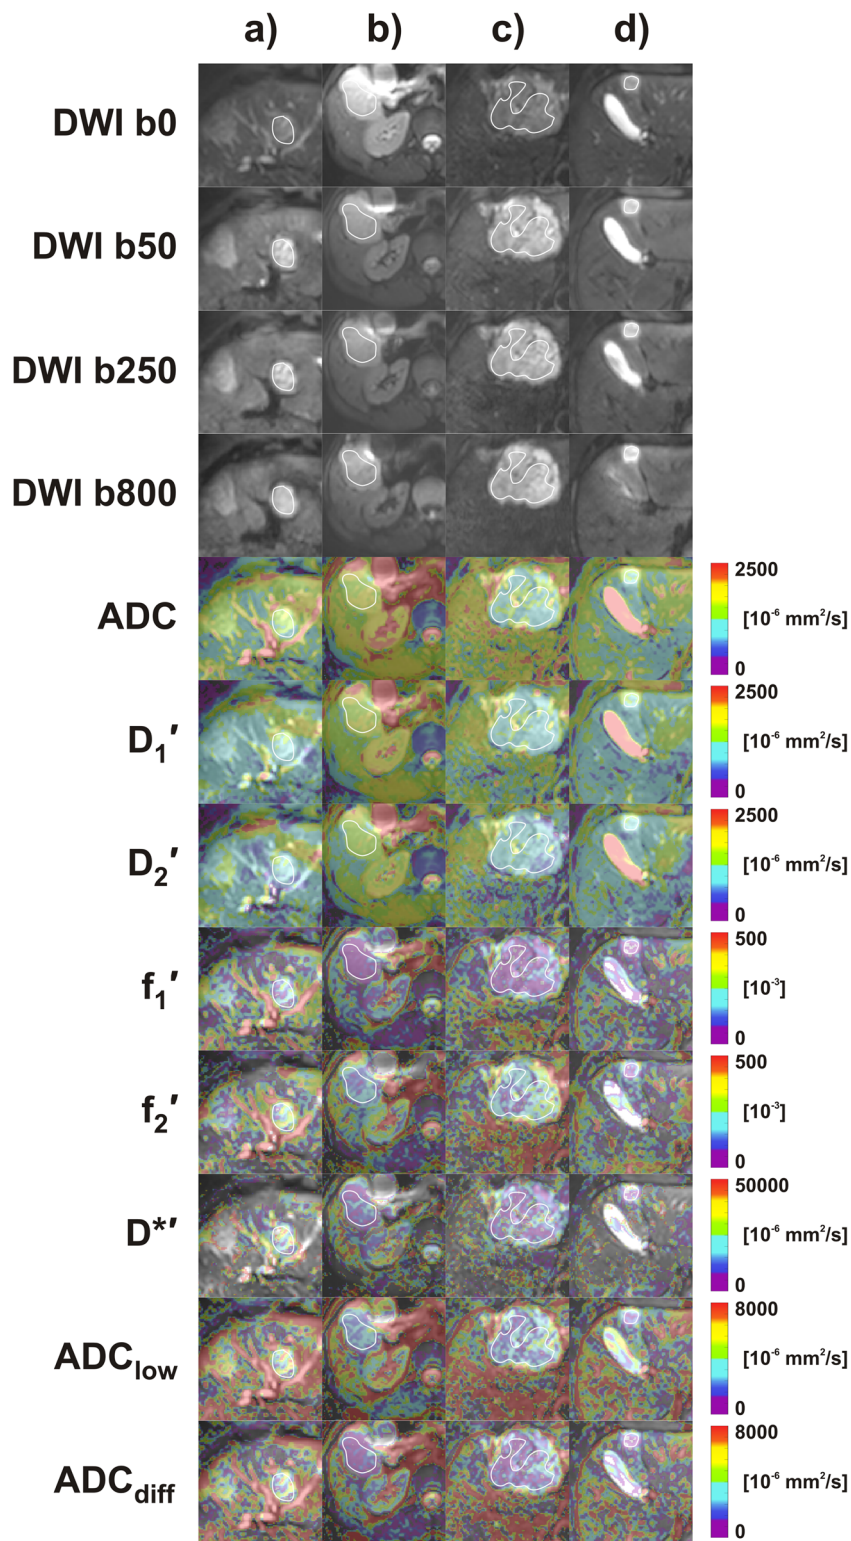 a) b) c) d)
DWI b0
DWI b50
DWI b250
DWI b800
2500
ADC [10⁻⁶ mm²/s]
0
2500
D₁′ [10⁻⁶ mm²/s]
0
2500
D₂′ [10⁻⁶ mm²/s]
0
500
f₁′ [10⁻³]
0
500
f₂′ [10⁻³]
0
50000
D*′ [10⁻⁶ mm²/s]
0
8000
ADC_low [10⁻⁶ mm²/s]
0
8000
ADC_diff [10⁻⁶ mm²/s]
0